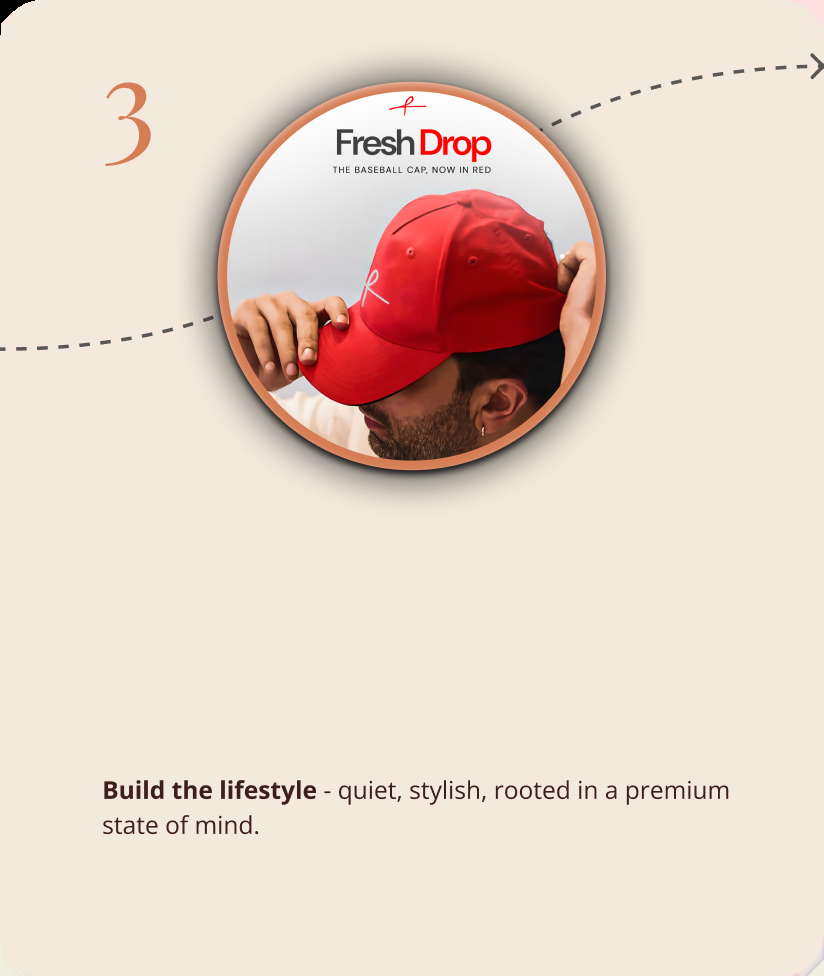 3
Fresh Drop
THE BASEBALL CAP, NOW IN RED
Build the lifestyle - quiet, stylish, rooted in a premium
state of mind.